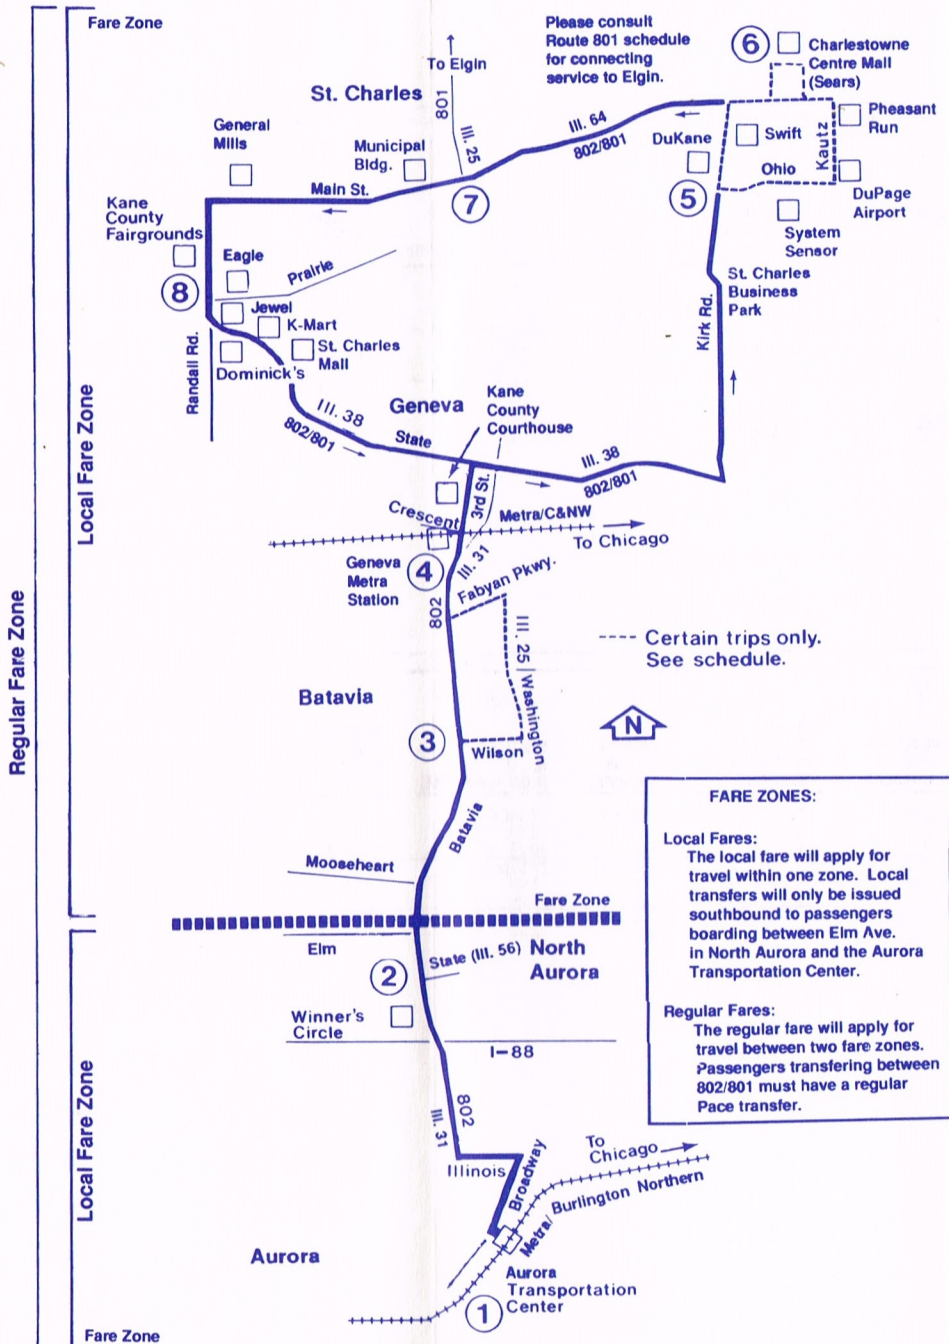 Fare Zone
Please consult
Route 801 schedule
for connecting
service to Elgin.
6
Charlestowne
Centre Mall
(Sears)
To Elgin
801
Ill. 25
St. Charles
General
Mills
Municipal
Bldg.
Ill. 64
802/801
DuKane
Swift
Kautz
Pheasant
Run
Ohio
Main St.
7
5
DuPage
Airport
System
Sensor
Kane
County
Fairgrounds
Eagle
Prairie
8
Jewel
K-Mart
St. Charles
Mall
Dominick's
Randall Rd.
St. Charles
Business
Park
Kirk Rd.
Kane
County
Courthouse
Geneva
Ill. 38
802/801
State
Ill. 38
802/801
3rd St.
Crescent
Metra/C&NW
To Chicago
Geneva
Metra
Station
4
Ill. 31
802
Fabyan Pkwy.
Ill. 25/Washington
---- Certain trips only.
See schedule.
N
Batavia
3
Wilson
Batavia
Mooseheart
Fare Zone
Elm
State (Ill. 56)
North
Aurora
2
Winner's
Circle
I-88
802
Ill. 31
Illinois
Broadway
To
Chicago
Metra/Burlington Northern
Aurora
Aurora
Transportation
Center
1
Fare Zone
Regular Fare Zone
Local Fare Zone
Local Fare Zone
FARE ZONES:
Local Fares:
The local fare will apply for
travel within one zone. Local
transfers will only be issued
southbound to passengers
boarding between Elm Ave.
in North Aurora and the Aurora
Transportation Center.
Regular Fares:
The regular fare will apply for
travel between two fare zones.
Passengers transfering between
802/801 must have a regular
Pace transfer.